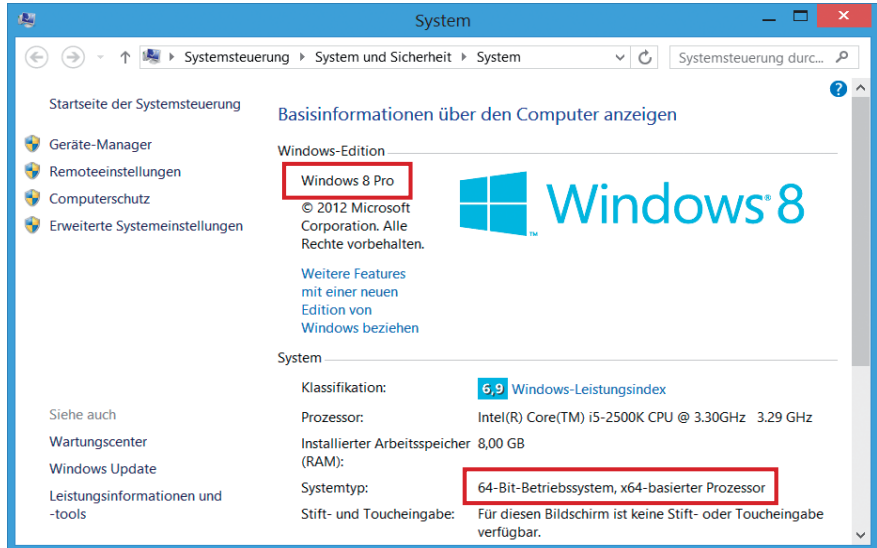 System
Systemsteuerung
System und Sicherheit
System
Systemsteuerung durc...
Startseite der Systemsteuerung
Geräte-Manager
Remoteeinstellungen
Computerschutz
Erweiterte Systemeinstellungen
Siehe auch
Wartungscenter
Windows Update
Leistungsinformationen und
-tools
?
Basisinformationen über den Computer anzeigen
Windows-Edition
Windows 8 Pro
© 2012 Microsoft
Corporation. Alle
Rechte vorbehalten.
Weitere Features
mit einer neuen
Edition von
Windows beziehen
Windows® 8
TM
System
Klassifikation: 6,9 Windows-Leistungsindex
Prozessor: Intel(R) Core(TM) i5-2500K CPU @ 3.30GHz 3.29 GHz
Installierter Arbeitsspeicher 8,00 GB
(RAM):
Systemtyp: 64-Bit-Betriebssystem, x64-basierter Prozessor
Stift- und Toucheingabe: Für diesen Bildschirm ist keine Stift- oder Toucheingabe
verfügbar.